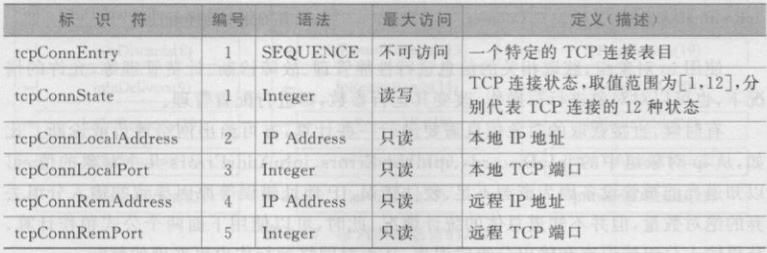 标 识 符 编号 语法 最大访问 定义(描述)
tcpConnEntry 1 SEQUENCE 不可访问 一个特定的 TCP 连接表目
tcpConnState 1 Integer 读写 TCP 连接状态,取值范围为[1,12],分
别代表 TCP 连接的 12 种状态
tcpConnLocalAddress 2 IP Address 只读 本地 IP 地址
tcpConnLocalPort 3 Integer 只读 本地 TCP 端口
tcpConnRemAddress 4 IP Address 只读 远程 IP 地址
tcpConnRemPort 5 Integer 只读 远程 TCP 端口